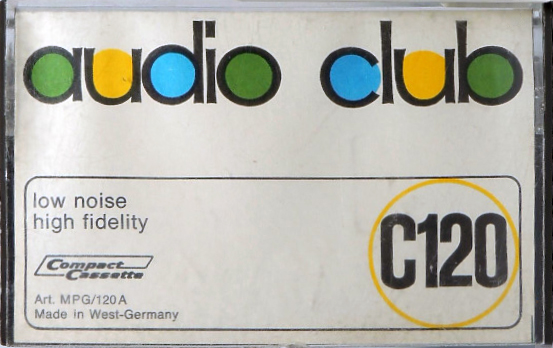 audio club
low noise
high fidelity
C120
Compact
Cassette
Art. MPG/120A
Made in West-Germany